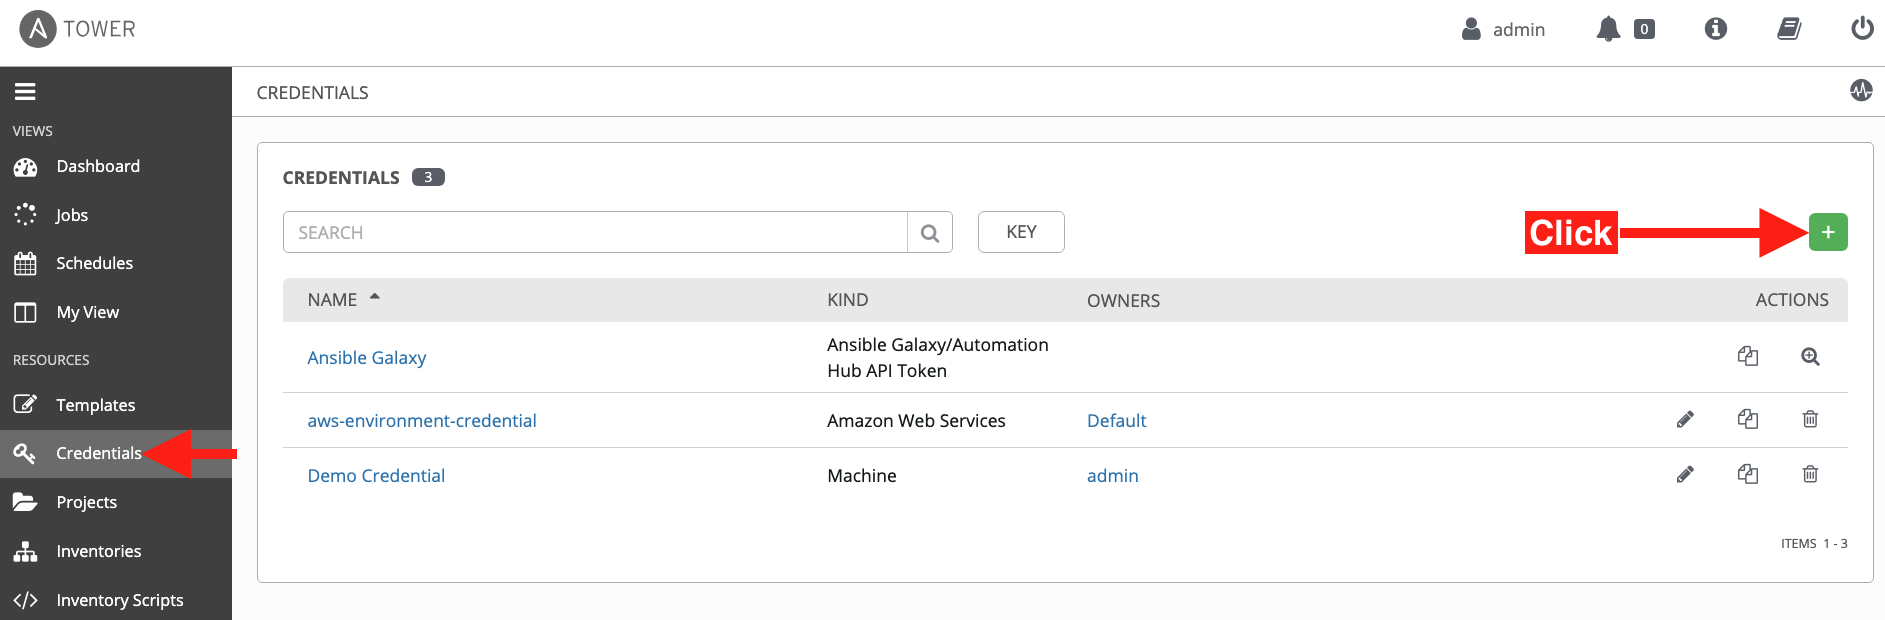 TOWER
admin
0
CREDENTIALS
VIEWS
Dashboard
Jobs
Schedules
My View
RESOURCES
Templates
Credentials
Projects
Inventories
Inventory Scripts
CREDENTIALS 3
SEARCH
KEY
Click
+
NAME KIND OWNERS ACTIONS
Ansible Galaxy
Ansible Galaxy/Automation
Hub API Token
aws-environment-credential Amazon Web Services Default
Demo Credential Machine admin
ITEMS 1 - 3